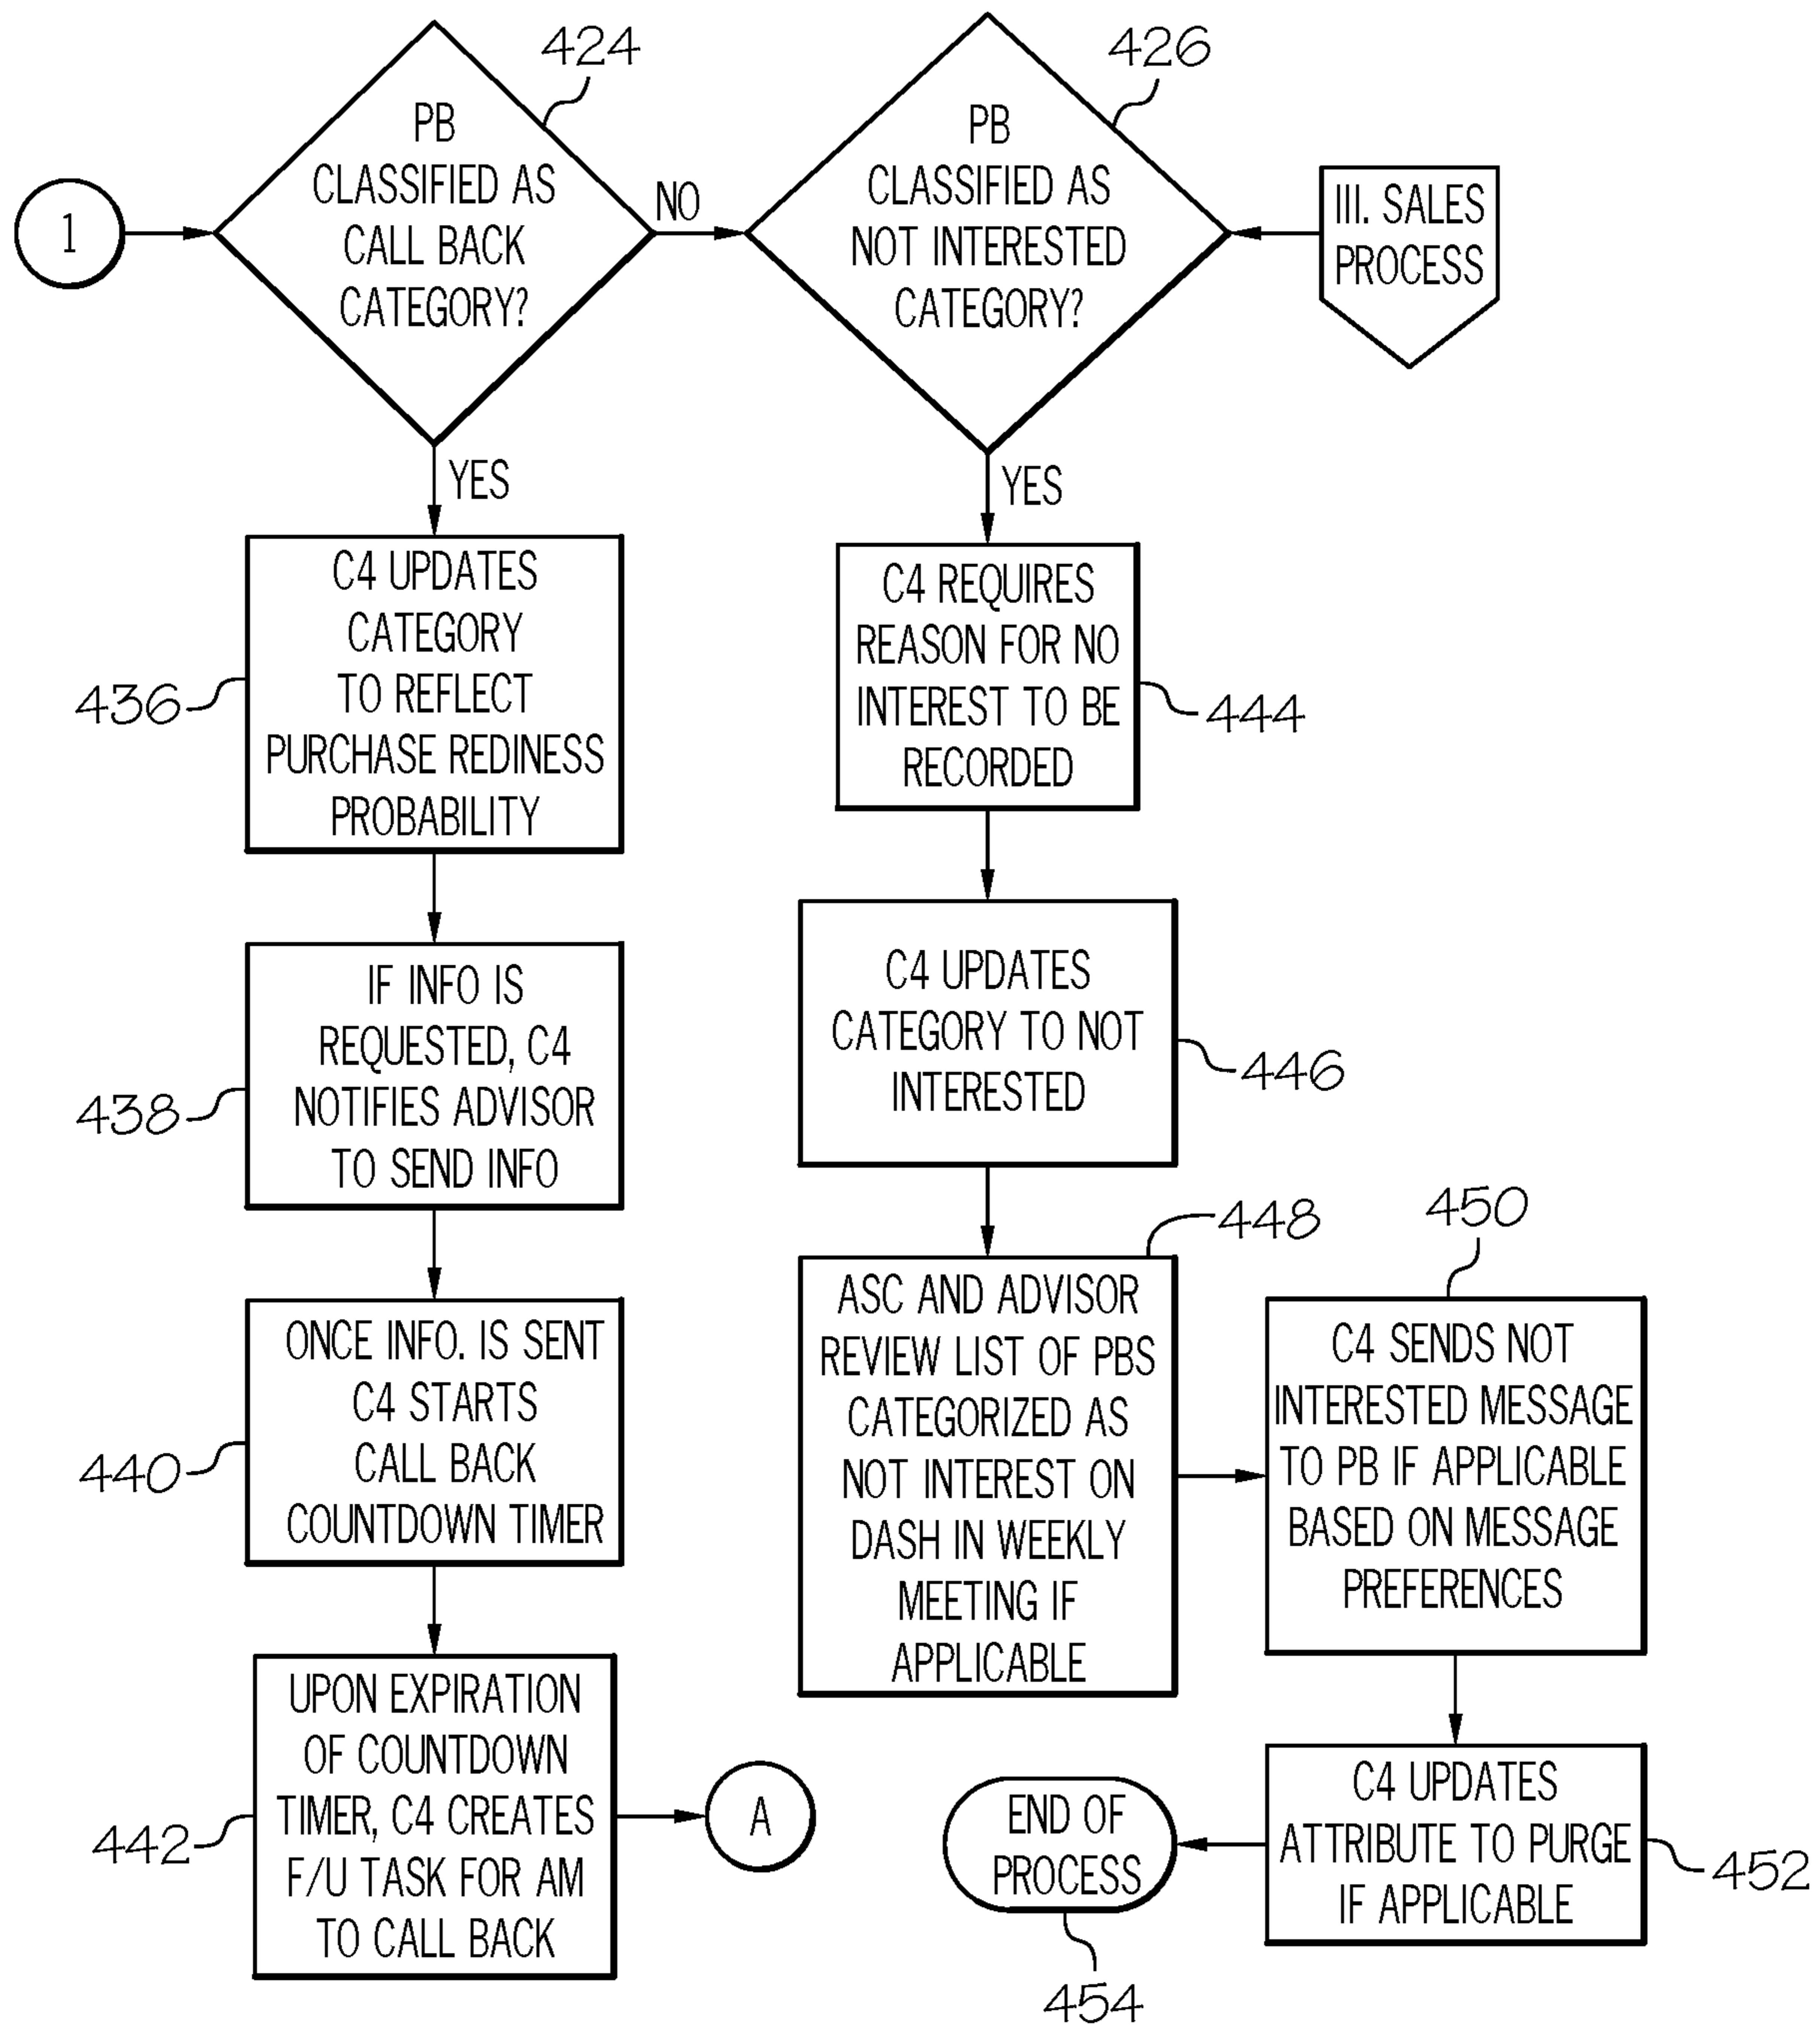 424
426
1
PB
CLASSIFIED AS
CALL BACK
CATEGORY?
NO
PB
CLASSIFIED AS
NOT INTERESTED
CATEGORY?
III. SALES
PROCESS
YES
YES
C4 UPDATES
CATEGORY
TO REFLECT
PURCHASE REDINESS
PROBABILITY
436
C4 REQUIRES
REASON FOR NO
INTEREST TO BE
RECORDED
444
IF INFO IS
REQUESTED, C4
NOTIFIES ADVISOR
TO SEND INFO
438
C4 UPDATES
CATEGORY TO NOT
INTERESTED
446
ONCE INFO. IS SENT
C4 STARTS
CALL BACK
COUNTDOWN TIMER
440
448
ASC AND ADVISOR
REVIEW LIST OF PBS
CATEGORIZED AS
NOT INTEREST ON
DASH IN WEEKLY
MEETING IF
APPLICABLE
450
C4 SENDS NOT
INTERESTED MESSAGE
TO PB IF APPLICABLE
BASED ON MESSAGE
PREFERENCES
UPON EXPIRATION
OF COUNTDOWN
TIMER, C4 CREATES
F/U TASK FOR AM
TO CALL BACK
442
A
END OF
PROCESS
454
C4 UPDATES
ATTRIBUTE TO PURGE
IF APPLICABLE
452